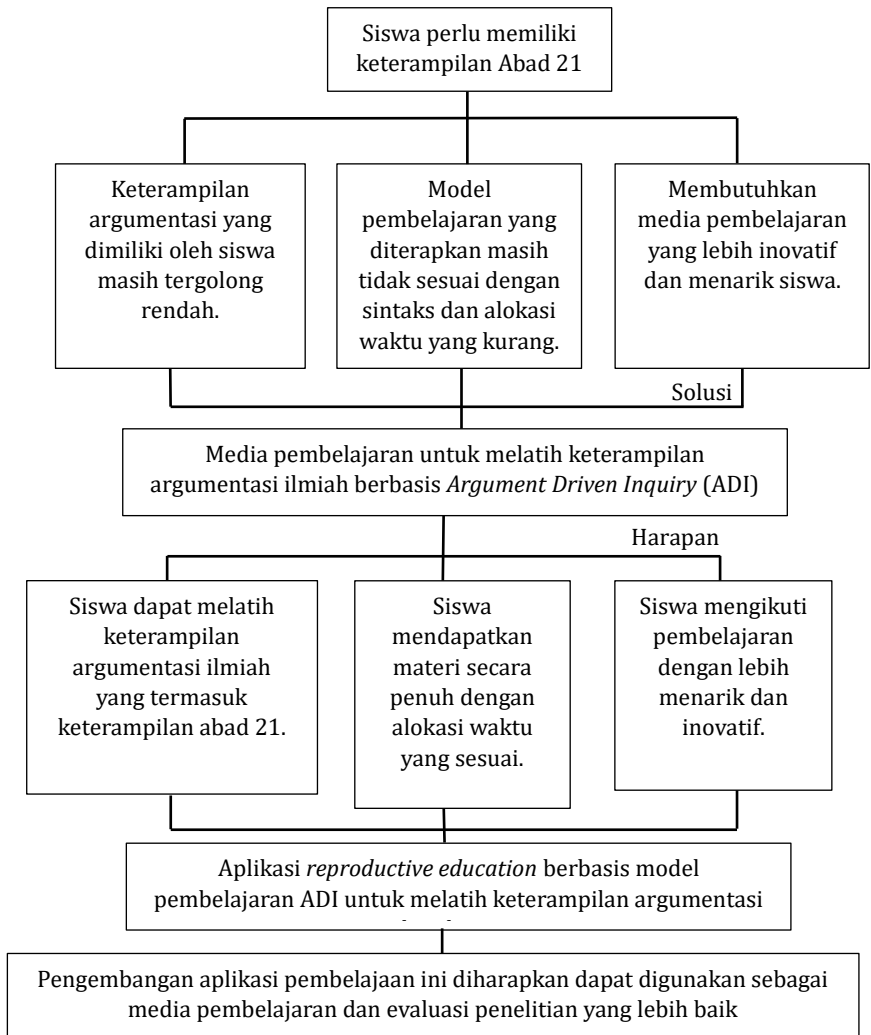 Siswa perlu memiliki
keterampilan Abad 21
Keterampilan
argumentasi yang
dimiliki oleh siswa
masih tergolong
rendah.
Model
pembelajaran yang
diterapkan masih
tidak sesuai dengan
sintaks dan alokasi
waktu yang kurang.
Membutuhkan
media pembelajaran
yang lebih inovatif
dan menarik siswa.
Solusi
Media pembelajaran untuk melatih keterampilan
argumentasi ilmiah berbasis Argument Driven Inquiry (ADI)
Harapan
Siswa dapat melatih
keterampilan
argumentasi ilmiah
yang termasuk
keterampilan abad 21.
Siswa
mendapatkan
materi secara
penuh dengan
alokasi waktu
yang sesuai.
Siswa mengikuti
pembelajaran
dengan lebih
menarik dan
inovatif.
Aplikasi reproductive education berbasis model
pembelajaran ADI untuk melatih keterampilan argumentasi
Pengembangan aplikasi pembelajaan ini diharapkan dapat digunakan sebagai
media pembelajaran dan evaluasi penelitian yang lebih baik